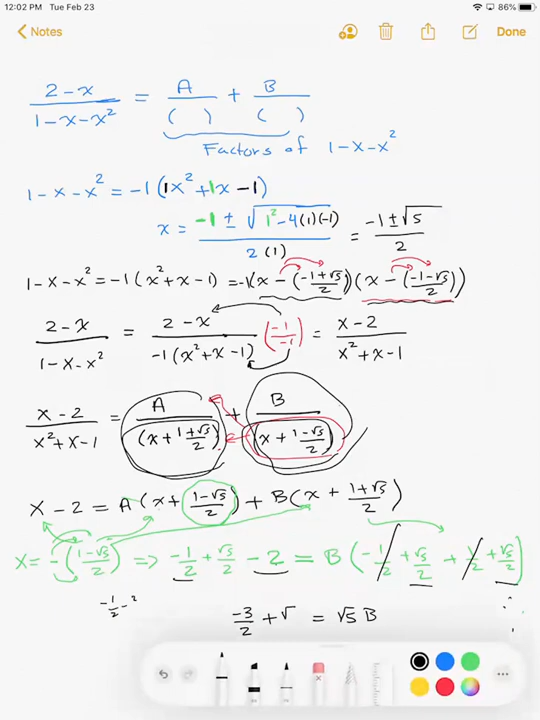 12:02 PM Tue Feb 23 86%
Notes Done
2-x / 1-x-x² = A / ( ) + B / ( )
Factors of 1-x-x²
1-x-x² = -1(1x²+1x-1)
x = -1 ± √(1²-4(1)(-1)) / 2(1) = -1±√5 / 2
1-x-x² = -1(x²+x-1) = -1(x-(-1+√5 / 2))(x-(-1-√5 / 2))
2-x / 1-x-x² = 2-x / -1(x²+x-1) (-1 / -1) = x-2 / x²+x-1
x-2 / x²+x-1 = A / (x+1+√5 / 2) + B / (x+1-√5 / 2)
x-2 = A(x+1-√5 / 2) + B(x+1+√5 / 2)
x = -(1-√5 / 2) ⇒ -1/2 + √5/2 - 2 = B(-1/2 + √5/2 + 1/2 + √5/2)
-1/2 - 2
-3/2 + √ = √5 B